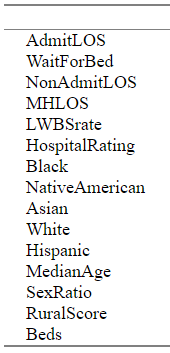 AdmitLOS
WaitForBed
NonAdmitLOS
MHLOS
LWBSrate
HospitalRating
Black
NativeAmerican
Asian
White
Hispanic
MedianAge
SexRatio
RuralScore
Beds